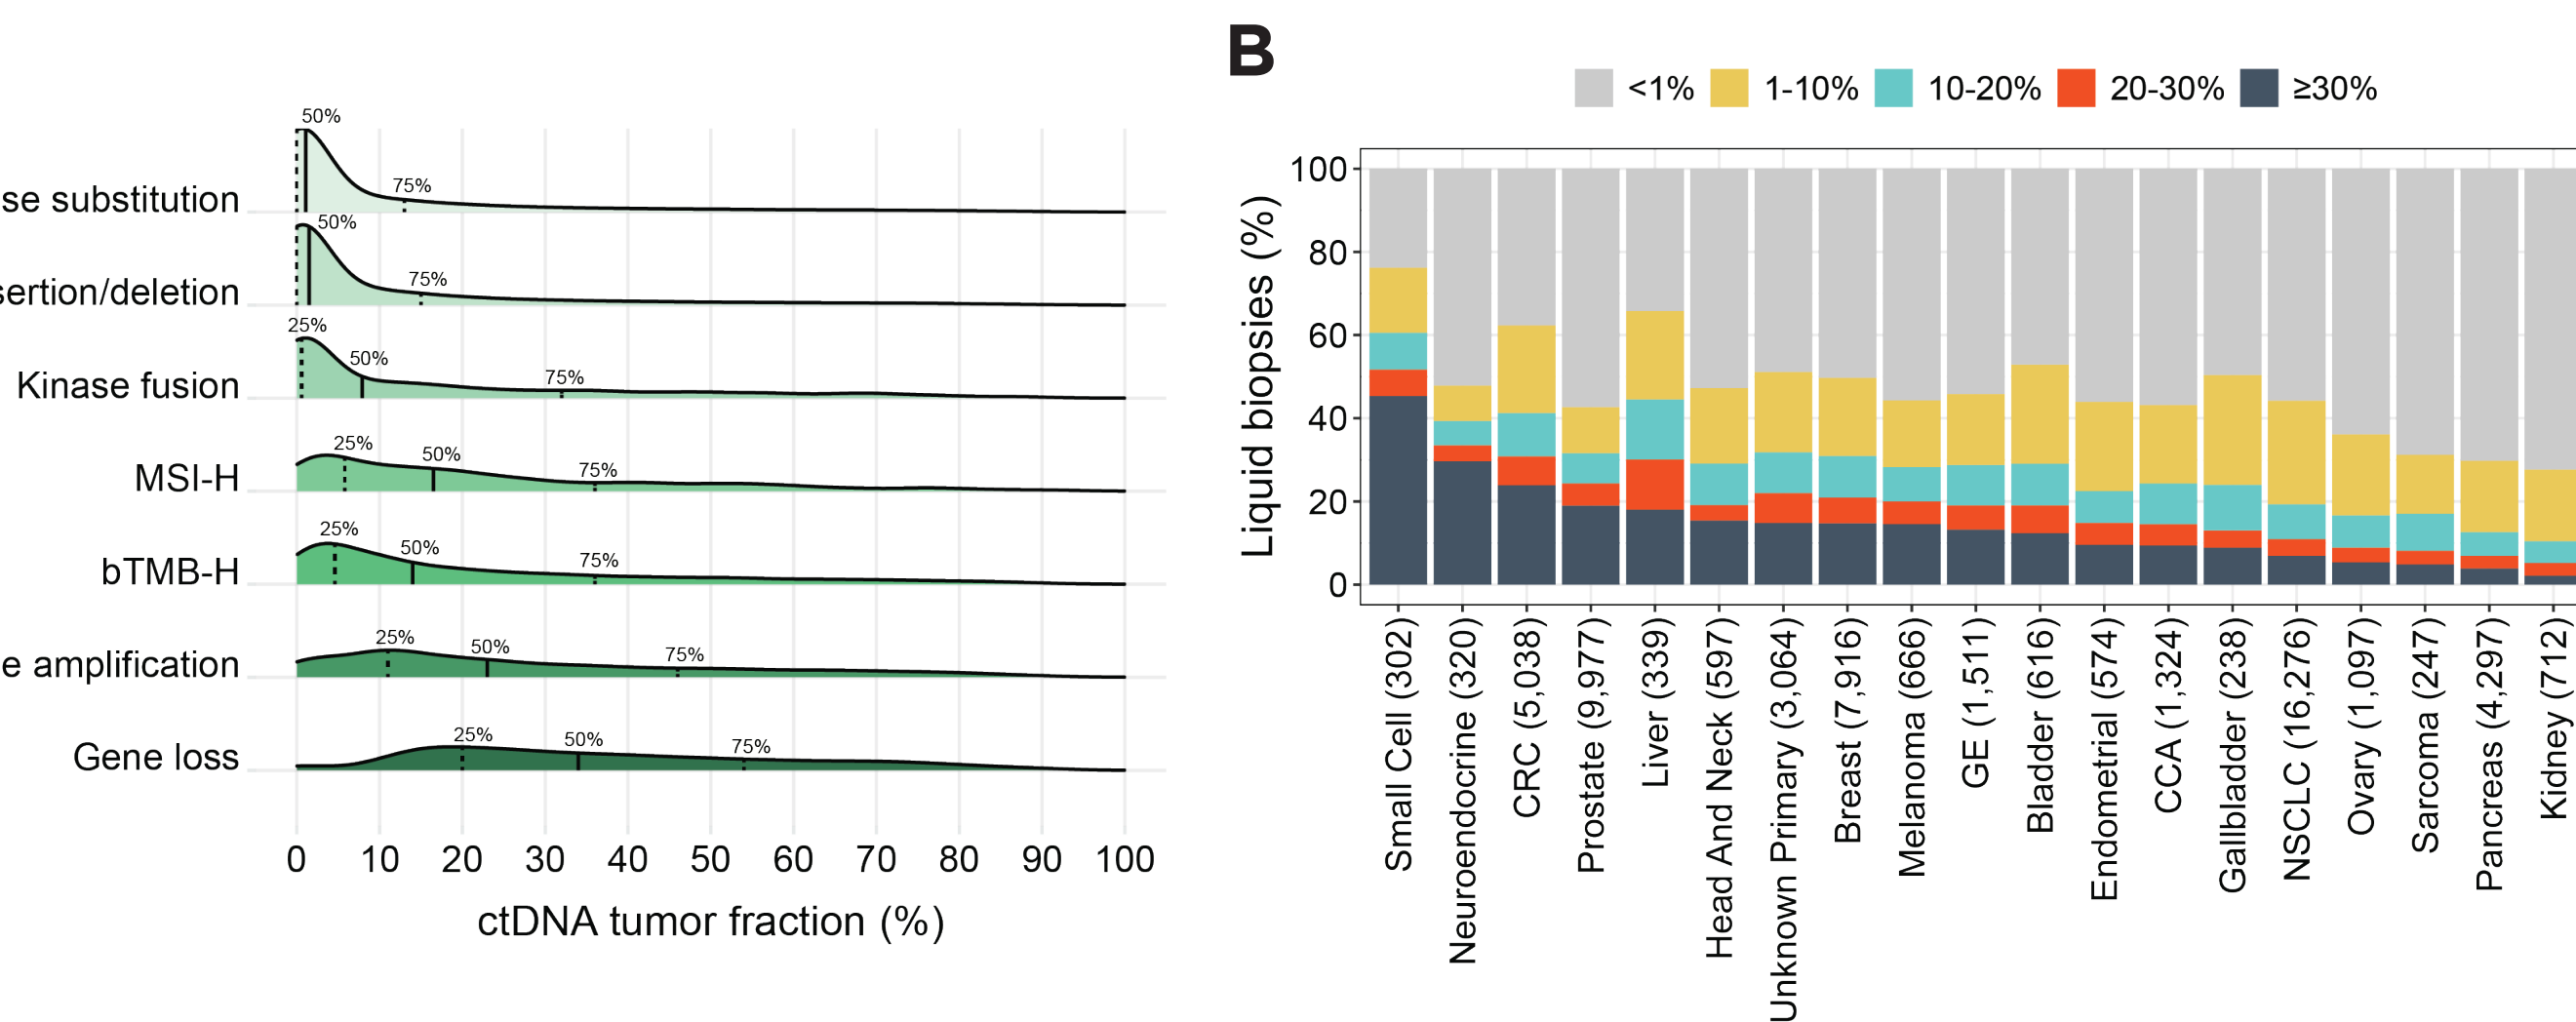 50%
75%
se substitution
50%
75%
sertion/deletion
25%
50%
75%
Kinase fusion
25%
50%
75%
MSI-H
25%
50%
75%
bTMB-H
25%
50%
75%
e amplification
25%
50%
75%
Gene loss
0 10 20 30 40 50 60 70 80 90 100
ctDNA tumor fraction (%)
B
<1% 1-10% 10-20% 20-30% ≥30%
Liquid biopsies (%)
100
80
60
40
20
0
Small Cell (302)
Neuroendocrine (320)
CRC (5,038)
Prostate (9,977)
Liver (339)
Head And Neck (597)
Unknown Primary (3,064)
Breast (7,916)
Melanoma (666)
GE (1,511)
Bladder (616)
Endometrial (574)
CCA (1,324)
Gallbladder (238)
NSCLC (16,276)
Ovary (1,097)
Sarcoma (247)
Pancreas (4,297)
Kidney (712)